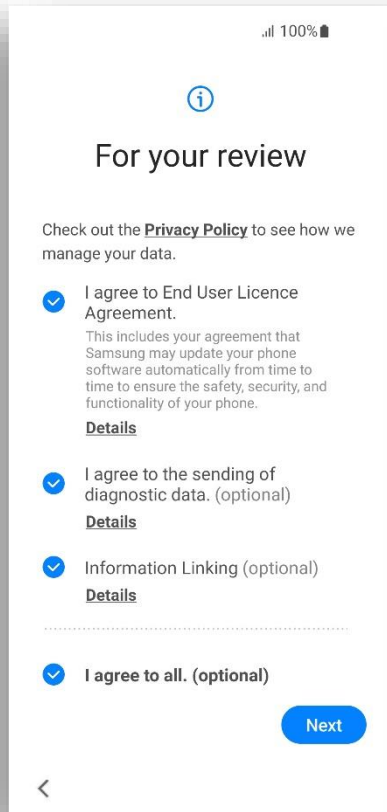 100%
For your review
Check out the Privacy Policy to see how we
manage your data.
I agree to End User Licence
Agreement.
This includes your agreement that
Samsung may update your phone
software automatically from time to
time to ensure the safety, security, and
functionality of your phone.
Details
I agree to the sending of
diagnostic data. (optional)
Details
Information Linking (optional)
Details
I agree to all. (optional)
Next